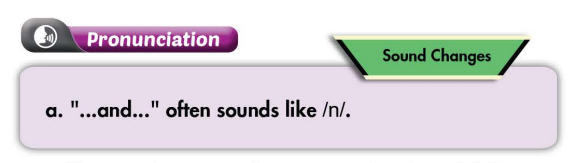 Pronunciation
Sound Changes
a. "...and..." often sounds like /n/.